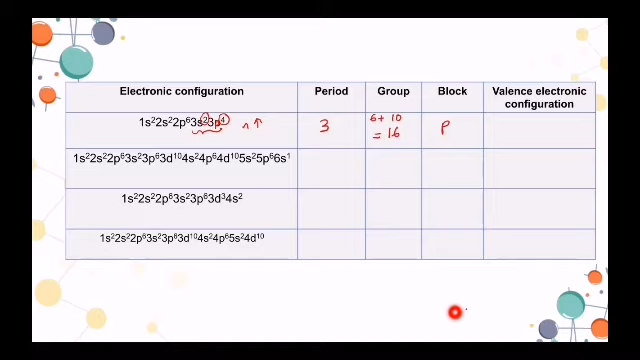 Electronic configuration Period Group Block Valence electronic configuration
1s²2s²2p⁶3s²3p⁴ n ↑ 3 6+ 10 = 16 P
1s²2s²2p⁶3s²3p⁶3d¹⁰4s²4p⁶4d¹⁰5s²5p⁶6s¹
1s²2s²2p⁶3s²3p⁶3d³4s²
1s²2s²2p⁶3s²3p⁶3d¹⁰4s²4p⁶5s²4d¹⁰